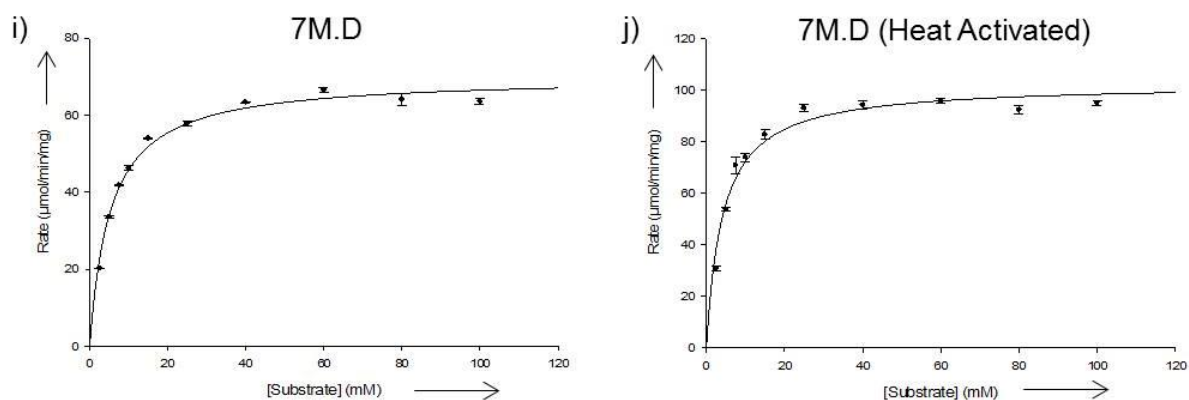 i)
7M.D
Rate (µmol/min/mg)
80
60
40
20
0
0 20 40 60 80 100 120
[Substrate] (mM)
j)
7M.D (Heat Activated)
Rate (µmol/min/mg)
120
100
80
60
40
20
0
0 20 40 60 80 100 120
[Substrate] (mM)